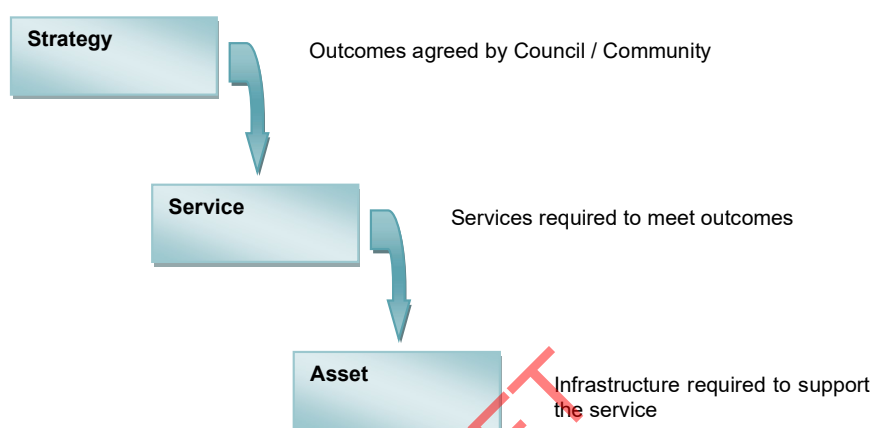 Strategy
Outcomes agreed by Council / Community
Service
Services required to meet outcomes
Asset
Infrastructure required to support
the service